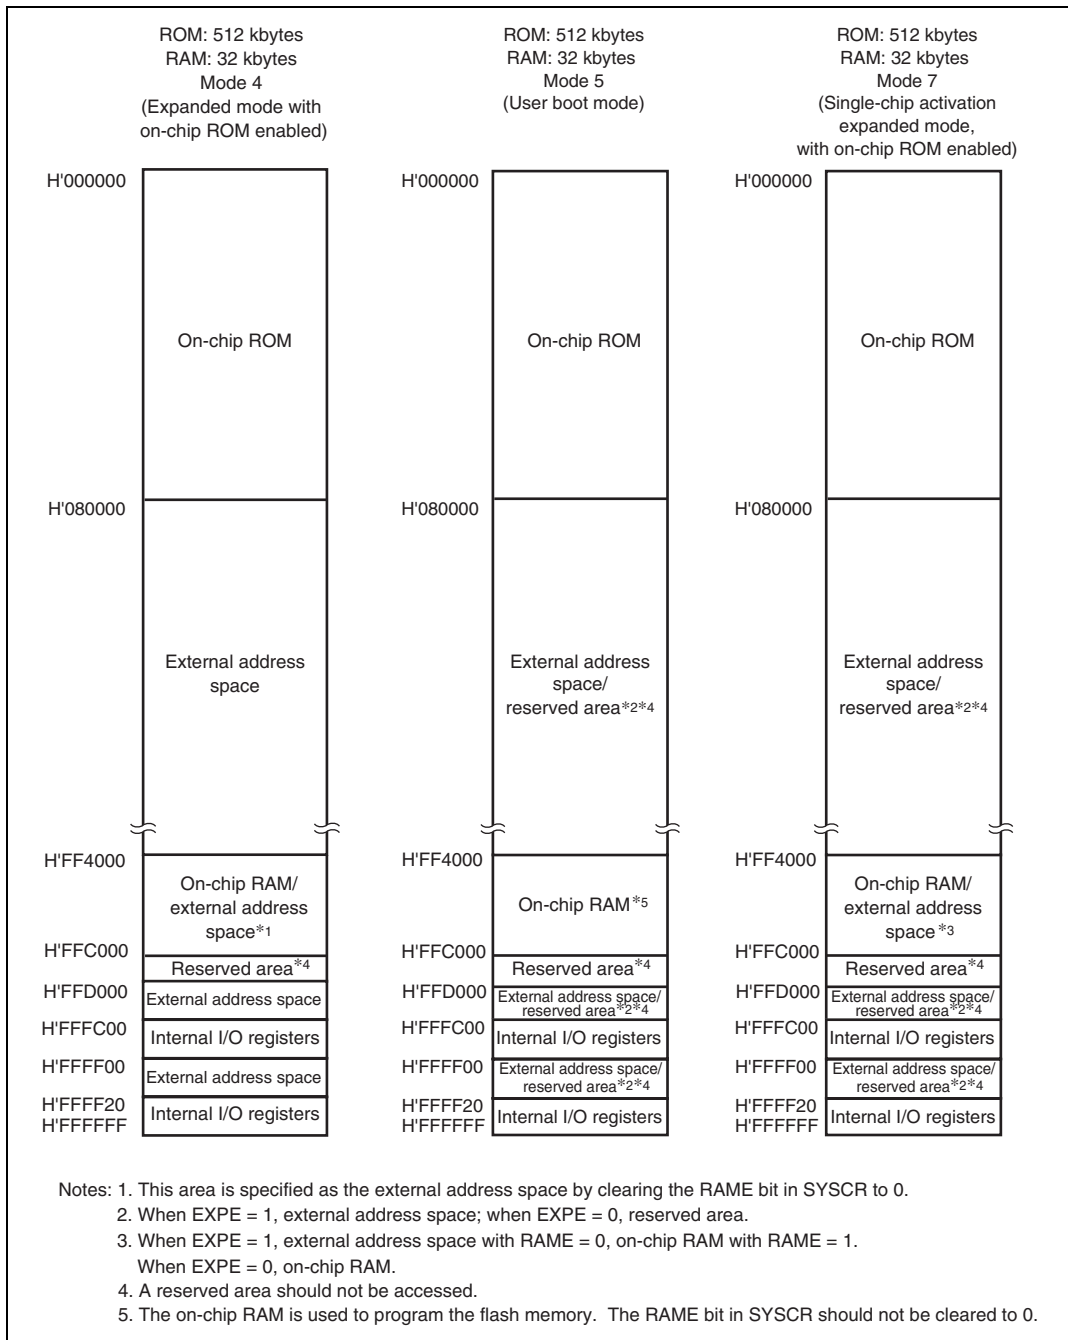 ROM: 512 kbytes
RAM: 32 kbytes
Mode 4
(Expanded mode with
on-chip ROM enabled)
H'000000
On-chip ROM
H'080000
External address
space
H'FF4000
On-chip RAM/
external address
space*1
H'FFC000
Reserved area*4
H'FFD000
External address space
H'FFFC00
Internal I/O registers
H'FFFF00
External address space
H'FFFF20
Internal I/O registers
H'FFFFFF
ROM: 512 kbytes
RAM: 32 kbytes
Mode 5
(User boot mode)
H'000000
On-chip ROM
H'080000
External address
space/
reserved area*2*4
H'FF4000
On-chip RAM*5
H'FFC000
Reserved area*4
H'FFD000
External address space/
reserved area*2*4
H'FFFC00
Internal I/O registers
H'FFFF00
External address space/
reserved area*2*4
H'FFFF20
Internal I/O registers
H'FFFFFF
ROM: 512 kbytes
RAM: 32 kbytes
Mode 7
(Single-chip activation
expanded mode,
with on-chip ROM enabled)
H'000000
On-chip ROM
H'080000
External address
space/
reserved area*2*4
H'FF4000
On-chip RAM/
external address
space*3
H'FFC000
Reserved area*4
H'FFD000
External address space/
reserved area*2*4
H'FFFC00
Internal I/O registers
H'FFFF00
External address space/
reserved area*2*4
H'FFFF20
Internal I/O registers
H'FFFFFF
Notes: 1. This area is specified as the external address space by clearing the RAME bit in SYSCR to 0.
2. When EXPE = 1, external address space; when EXPE = 0, reserved area.
3. When EXPE = 1, external address space with RAME = 0, on-chip RAM with RAME = 1.
When EXPE = 0, on-chip RAM.
4. A reserved area should not be accessed.
5. The on-chip RAM is used to program the flash memory. The RAME bit in SYSCR should not be cleared to 0.